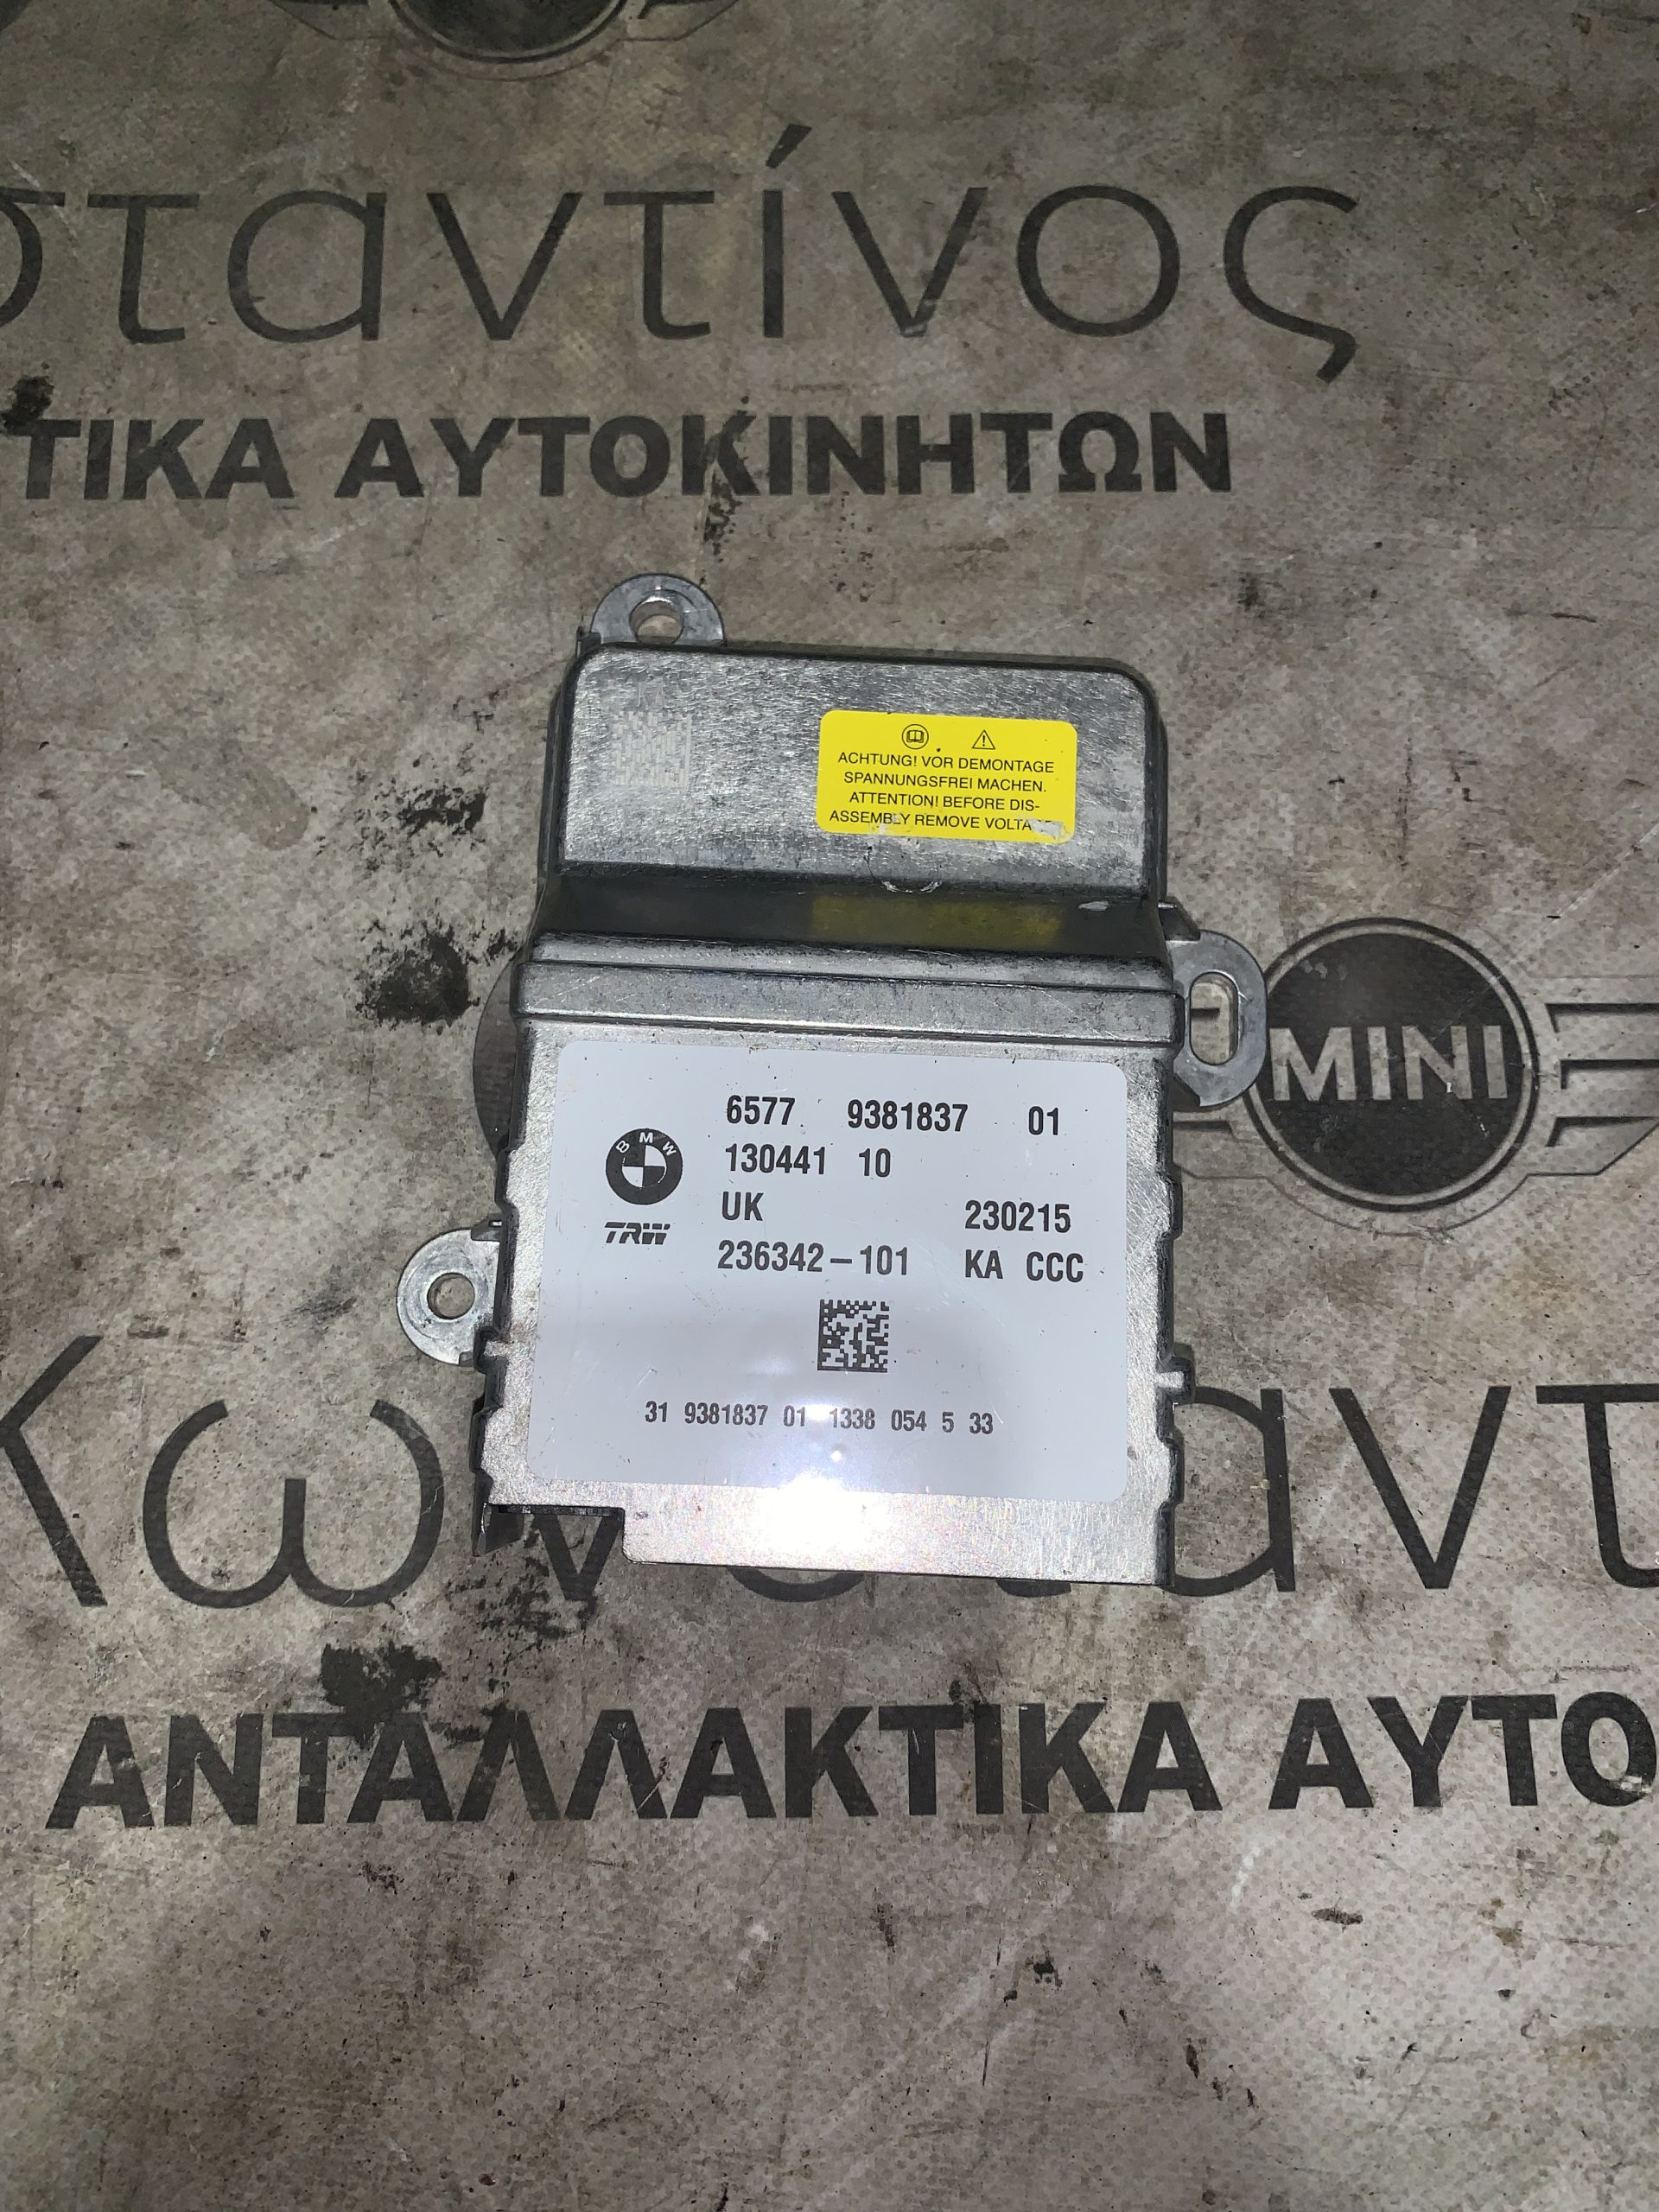 σταντίνος
ΤΙΚΑ ΑΥΤΟΚΙΝΗΤΩΝ
ACHTUNG! VOR DEMONTAGE
SPANNUNGSFREI MACHEN.
ATTENTION! BEFORE DIS-
ASSEMBLY REMOVE
MINI
6577 9381837 01
BMW
130441 10
UK 230215
TRW
236342-101 KA CCC
31 9381837 01 1338 054 5 33
ΑΝΤΑΛΛΑΚΤΙΚΑ ΑΥΤΟ